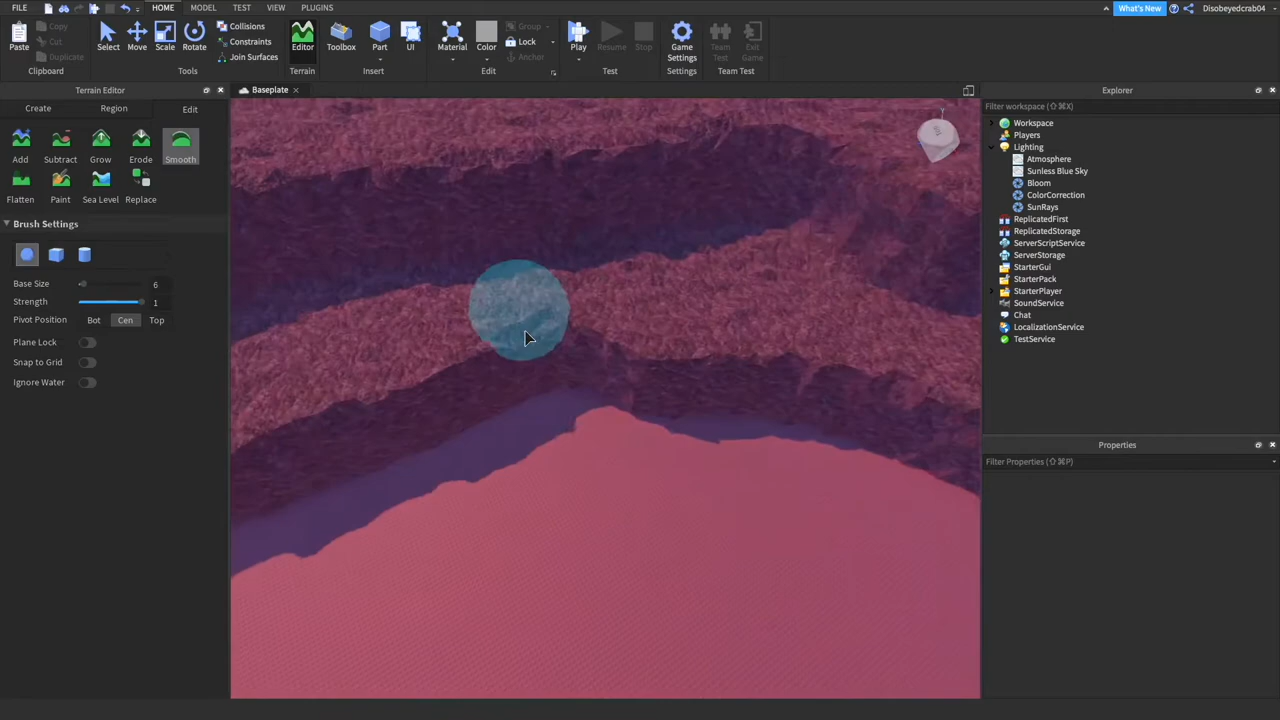 FILE HOME MODEL TEST VIEW PLUGINS What's New Disobeyedcrab04
Paste Copy Cut Duplicate Select Move Scale Rotate Collisions Constraints Join Surfaces Editor Toolbox Part UI Material Color Group Lock Anchor Play Resume Stop Game Settings Team Test Exit Game
Clipboard Tools Terrain Insert Edit Test Settings Team Test
Terrain Editor
Create Region Edit
Add Subtract Grow Erode Smooth
Flatten Paint Sea Level Replace
Brush Settings
Base Size 6
Strength 1
Pivot Position Bot Cen Top
Plane Lock
Snap to Grid
Ignore Water
Baseplate
Y
Explorer
Filter workspace (⇧⌘X)
Workspace
Players
Lighting
Atmosphere
Sunless Blue Sky
Bloom
ColorCorrection
SunRays
ReplicatedFirst
ReplicatedStorage
ServerScriptService
ServerStorage
StarterGui
StarterPack
StarterPlayer
SoundService
Chat
LocalizationService
TestService
Properties
Filter Properties (⇧⌘P)